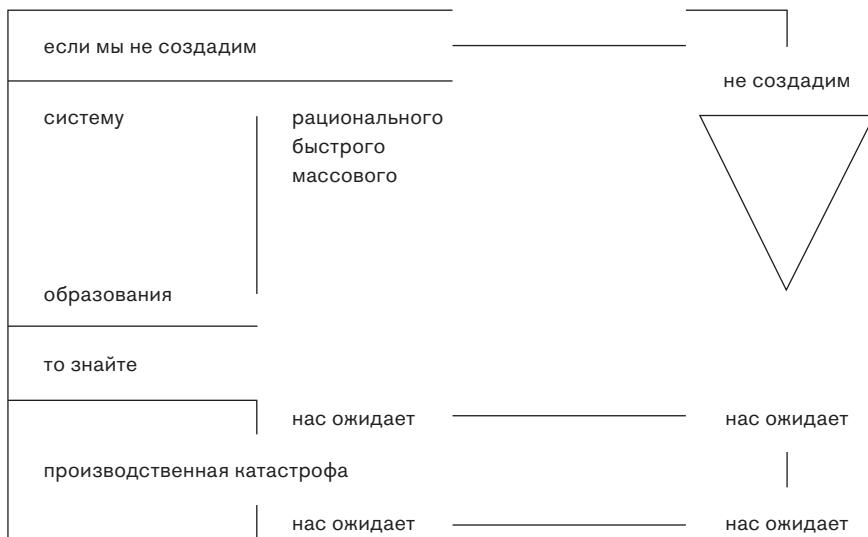 если мы не создадим
не создадим
систему
рационального
быстрого
массового
образования
то знайте
нас ожидает
нас ожидает
производственная катастрофа
нас ожидает
нас ожидает